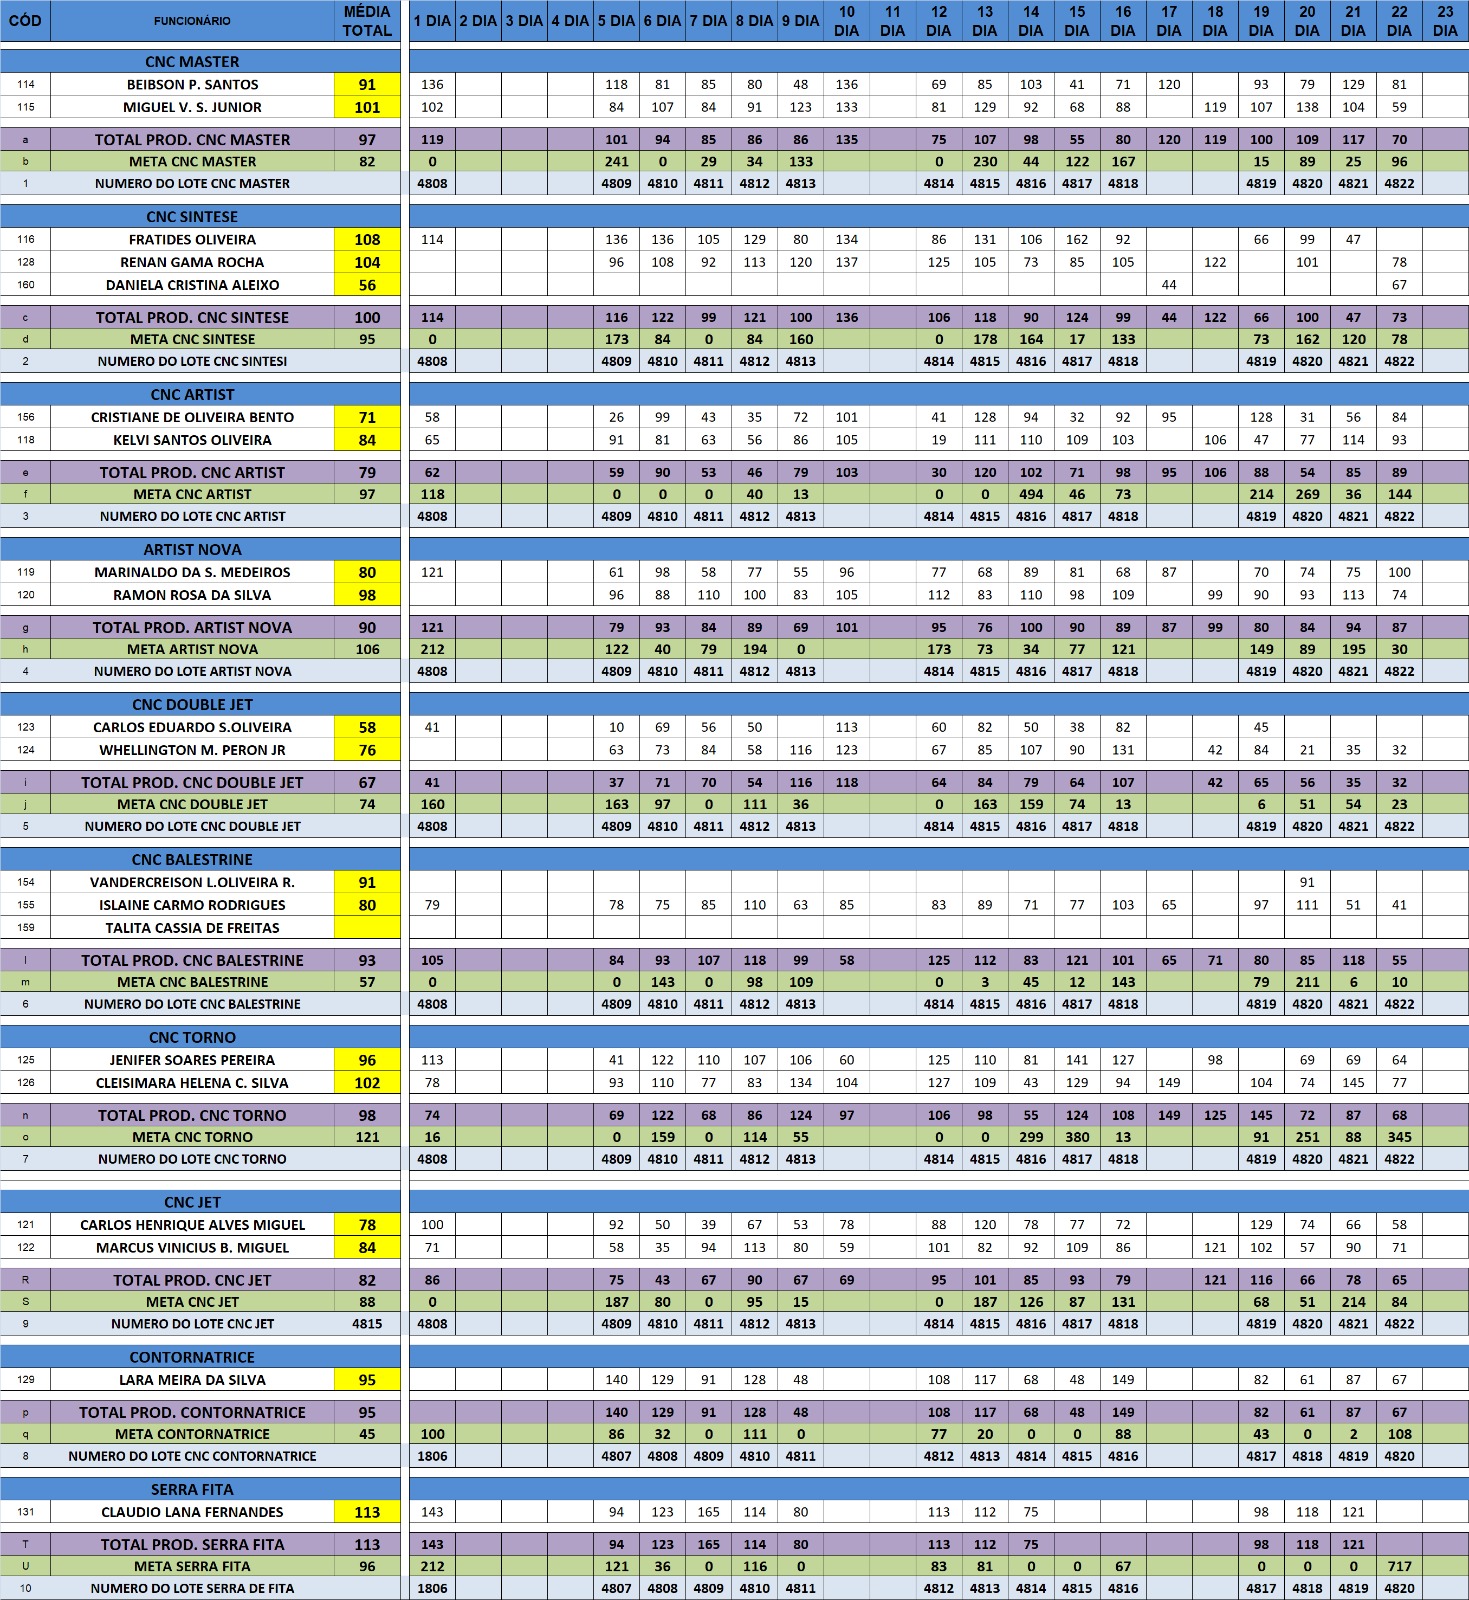 CÓD FUNCIONÁRIO MÉDIA TOTAL 1 DIA 2 DIA 3 DIA 4 DIA 5 DIA 6 DIA 7 DIA 8 DIA 9 DIA 10 DIA 11 DIA 12 DIA 13 DIA 14 DIA 15 DIA 16 DIA 17 DIA 18 DIA 19 DIA 20 DIA 21 DIA 22 DIA 23 DIA
CNC MASTER
114 BEIBSON P. SANTOS 91 136 118 81 85 80 48 136 69 85 103 41 71 120 93 79 129 81
115 MIGUEL V. S. JUNIOR 101 102 84 107 84 91 123 133 81 129 92 68 88 119 107 138 104 59
a TOTAL PROD. CNC MASTER 97 119 101 94 85 86 86 135 75 107 98 55 80 120 119 100 109 117 70
b META CNC MASTER 82 0 241 0 29 34 133 0 230 44 122 167 15 89 25 96
1 NUMERO DO LOTE CNC MASTER 4808 4809 4810 4811 4812 4813 4814 4815 4816 4817 4818 4819 4820 4821 4822
CNC SINTESE
116 FRATIDES OLIVEIRA 108 114 136 136 105 129 80 134 86 131 106 162 92 66 99 47
128 RENAN GAMA ROCHA 104 96 108 92 113 120 137 125 105 73 85 105 122 101 78
160 DANIELA CRISTINA ALEIXO 56 44 67
c TOTAL PROD. CNC SINTESE 100 114 116 122 99 121 100 136 106 118 90 124 99 44 122 66 100 47 73
d META CNC SINTESE 95 0 173 84 0 84 160 0 178 164 17 133 73 162 120 78
2 NUMERO DO LOTE CNC SINTESI 4808 4809 4810 4811 4812 4813 4814 4815 4816 4817 4818 4819 4820 4821 4822
CNC ARTIST
156 CRISTIANE DE OLIVEIRA BENTO 71 58 26 99 43 35 72 101 41 128 94 32 92 95 128 31 56 84
118 KELVI SANTOS OLIVEIRA 84 65 91 81 63 56 86 105 19 111 110 109 103 106 47 77 114 93
e TOTAL PROD. CNC ARTIST 79 62 59 90 53 46 79 103 30 120 102 71 98 95 106 88 54 85 89
f META CNC ARTIST 97 118 0 0 0 40 13 0 0 494 46 73 214 269 36 144
3 NUMERO DO LOTE CNC ARTIST 4808 4809 4810 4811 4812 4813 4814 4815 4816 4817 4818 4819 4820 4821 4822
ARTIST NOVA
119 MARINALDO DA S. MEDEIROS 80 121 61 98 58 77 55 96 77 68 89 81 68 87 70 74 75 100
120 RAMON ROSA DA SILVA 98 96 88 110 100 83 105 112 83 110 98 109 99 90 93 113 74
g TOTAL PROD. ARTIST NOVA 90 121 79 93 84 89 69 101 95 76 100 90 89 87 99 80 84 94 87
h META ARTIST NOVA 106 212 122 40 79 194 0 173 73 34 77 121 149 89 195 30
4 NUMERO DO LOTE ARTIST NOVA 4808 4809 4810 4811 4812 4813 4814 4815 4816 4817 4818 4819 4820 4821 4822
CNC DOUBLE JET
123 CARLOS EDUARDO S.OLIVEIRA 58 41 10 69 56 50 113 60 82 50 38 82 45
124 WHELLINGTON M. PERON JR 76 63 73 84 58 116 123 67 85 107 90 131 42 84 21 35 32
i TOTAL PROD. CNC DOUBLE JET 67 41 37 71 70 54 116 118 64 84 79 64 107 42 65 56 35 32
j META CNC DOUBLE JET 74 160 163 97 0 111 36 0 163 159 74 13 6 51 54 23
5 NUMERO DO LOTE CNC DOUBLE JET 4808 4809 4810 4811 4812 4813 4814 4815 4816 4817 4818 4819 4820 4821 4822
CNC BALESTRINE
154 VANDERCREISON L.OLIVEIRA R. 91 91
155 ISLAINE CARMO RODRIGUES 80 79 78 75 85 110 63 85 83 89 71 77 103 65 97 111 51 41
159 TALITA CASSIA DE FREITAS
l TOTAL PROD. CNC BALESTRINE 93 105 84 93 107 118 99 58 125 112 83 121 101 65 71 80 85 118 55
m META CNC BALESTRINE 57 0 0 143 0 98 109 0 3 45 12 143 79 211 6 10
6 NUMERO DO LOTE CNC BALESTRINE 4808 4809 4810 4811 4812 4813 4814 4815 4816 4817 4818 4819 4820 4821 4822
CNC TORNO
125 JENIFER SOARES PEREIRA 96 113 41 122 110 107 106 60 125 110 81 141 127 98 69 69 64
126 CLEISIMARA HELENA C. SILVA 102 78 93 110 77 83 134 104 127 109 43 129 94 149 104 74 145 77
n TOTAL PROD. CNC TORNO 98 74 69 122 68 86 124 97 106 98 55 124 108 149 125 145 72 87 68
o META CNC TORNO 121 16 0 159 0 114 55 0 0 299 380 13 91 251 88 345
7 NUMERO DO LOTE CNC TORNO 4808 4809 4810 4811 4812 4813 4814 4815 4816 4817 4818 4819 4820 4821 4822
CNC JET
121 CARLOS HENRIQUE ALVES MIGUEL 78 100 92 50 39 67 53 78 88 120 78 77 72 129 74 66 58
122 MARCUS VINICIUS B. MIGUEL 84 71 58 35 94 113 80 59 101 82 92 109 86 121 102 57 90 71
R TOTAL PROD. CNC JET 82 86 75 43 67 90 67 69 95 101 85 93 79 121 116 66 78 65
S META CNC JET 88 0 187 80 0 95 15 0 187 126 87 131 68 51 214 84
9 NUMERO DO LOTE CNC JET 4815 4808 4809 4810 4811 4812 4813 4814 4815 4816 4817 4818 4819 4820 4821 4822
CONTORNATRICE
129 LARA MEIRA DA SILVA 95 140 129 91 128 48 108 117 68 48 149 82 61 87 67
p TOTAL PROD. CONTORNATRICE 95 140 129 91 128 48 108 117 68 48 149 82 61 87 67
q META CONTORNATRICE 45 100 86 32 0 111 0 77 20 0 0 88 43 0 2 108
8 NUMERO DO LOTE CNC CONTORNATRICE 1806 4807 4808 4809 4810 4811 4812 4813 4814 4815 4816 4817 4818 4819 4820
SERRA FITA
131 CLAUDIO LANA FERNANDES 113 143 94 123 165 114 80 113 112 75 98 118 121
T TOTAL PROD. SERRA FITA 113 143 94 123 165 114 80 113 112 75 98 118 121
U META SERRA FITA 96 212 121 36 0 116 0 83 81 0 0 67 0 0 0 717
10 NUMERO DO LOTE SERRA DE FITA 1806 4807 4808 4809 4810 4811 4812 4813 4814 4815 4816 4817 4818 4819 4820